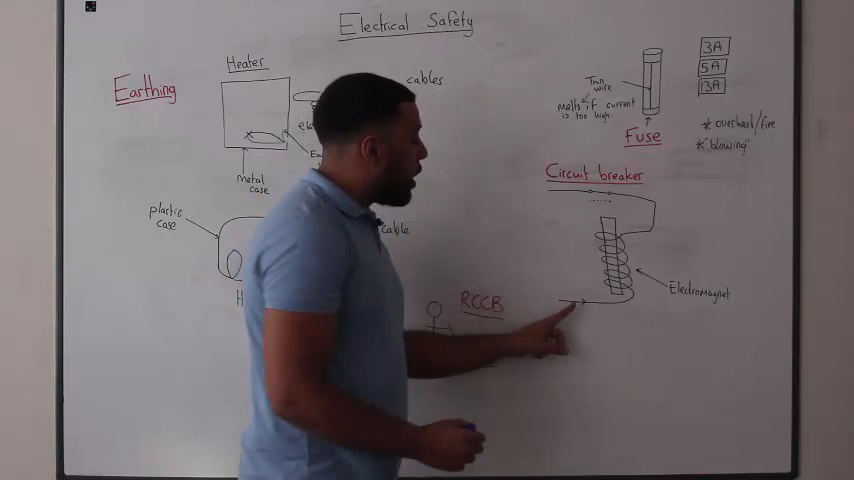 Electrical Safety
Earthing
Heater
metal
case
plastic
case
cables
cable
RCCB
Thin
wire
Melts if current
is too high.
Fuse
3A
5A
13A
* overheat/fire
* "blowing"
Circuit breaker
Electromagnet